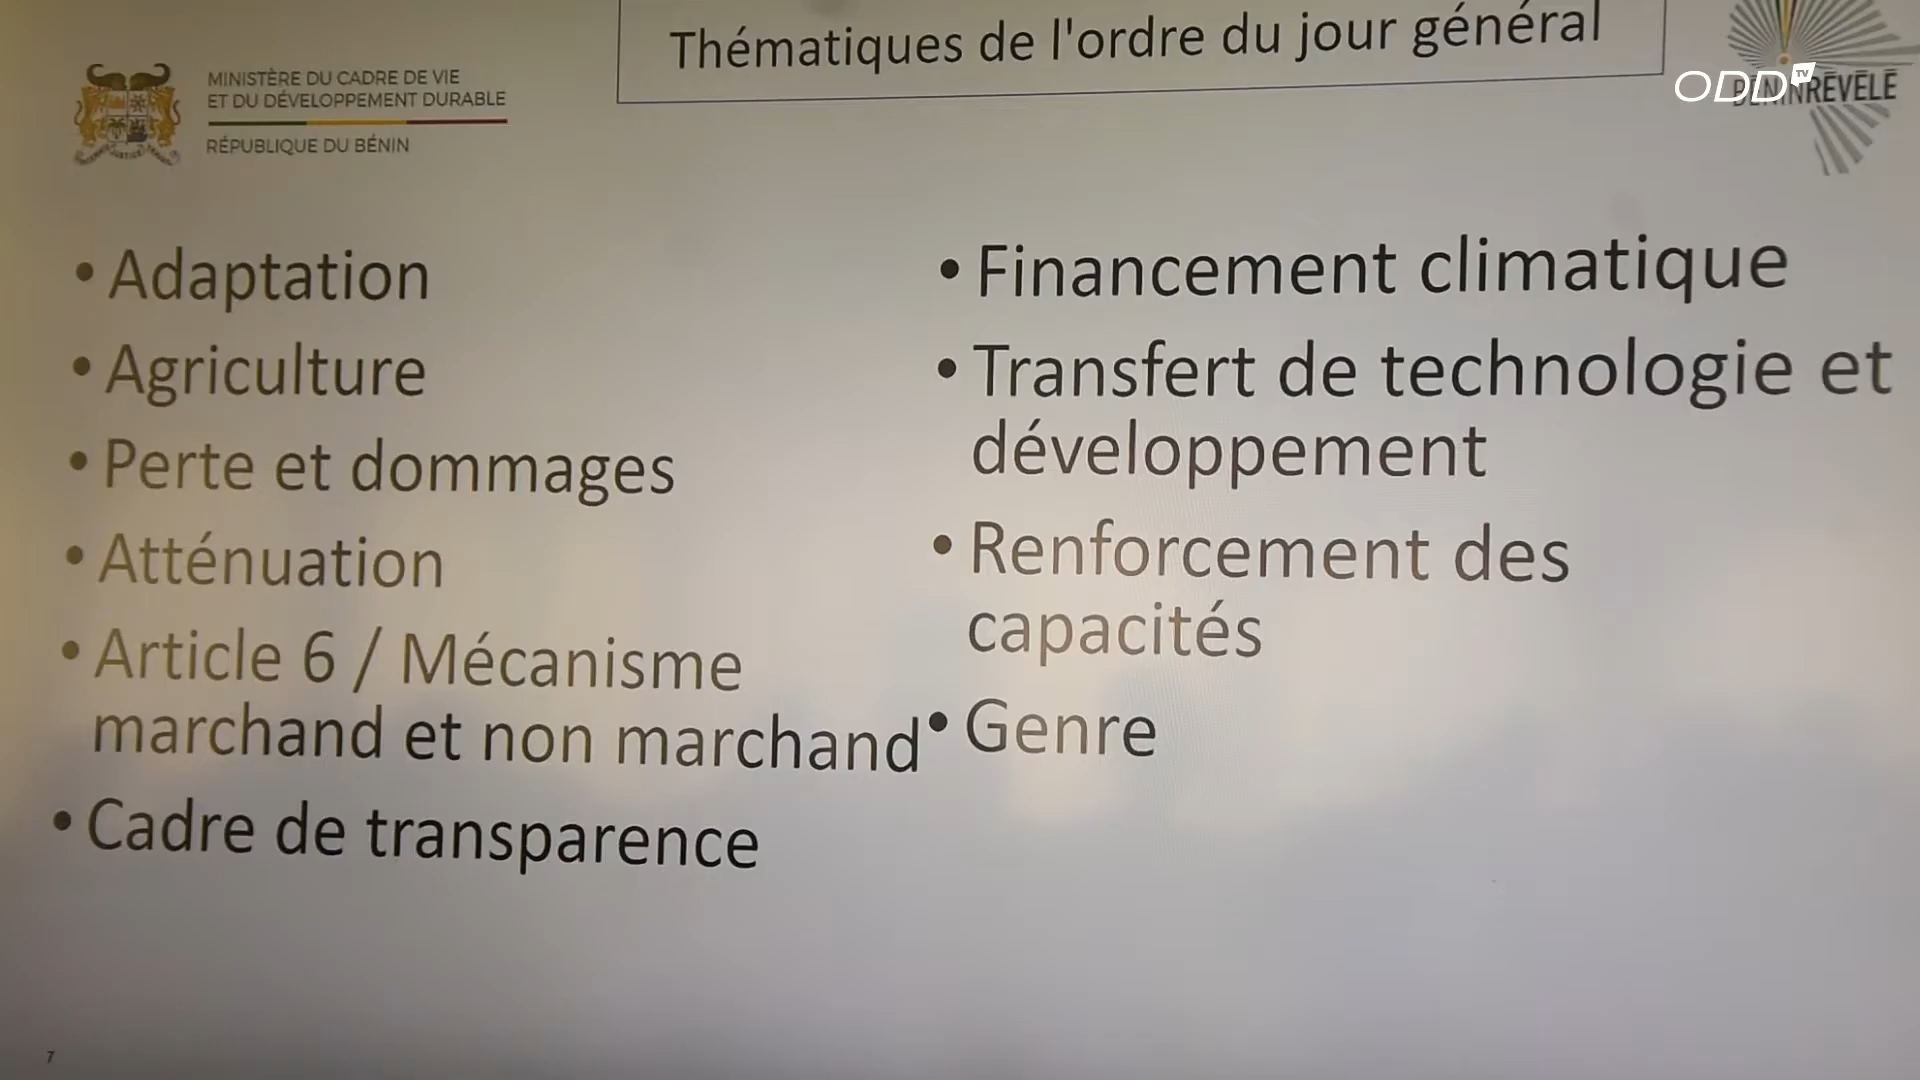 Thématiques de l'ordre du jour général
MINISTÈRE DU CADRE DE VIE
ET DU DÉVELOPPEMENT DURABLE
RÉPUBLIQUE DU BÉNIN
ODD TV
BÉNIN RÉVÉLÉ
• Adaptation
• Agriculture
• Perte et dommages
• Atténuation
• Article 6 / Mécanisme
marchand et non marchand
• Cadre de transparence
• Financement climatique
• Transfert de technologie et
développement
• Renforcement des
capacités
• Genre
7